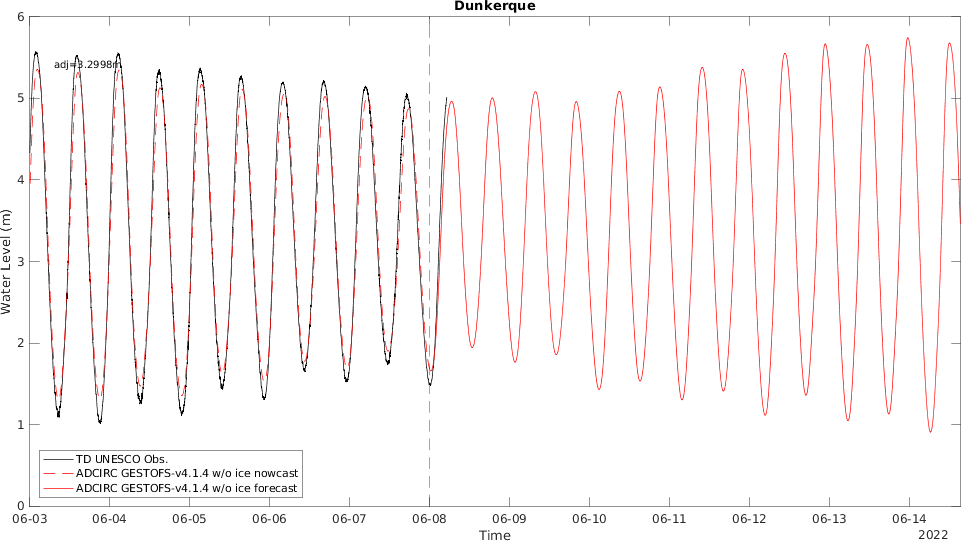 Dunkerque
6
adj=3.2998m
5
4
3
2
1
0
Water Level (m)
TD UNESCO Obs.
ADCIRC GESTOFS-v4.1.4 w/o ice nowcast
ADCIRC GESTOFS-v4.1.4 w/o ice forecast
06-03 06-04 06-05 06-06 06-07 06-08 06-09 06-10 06-11 06-12 06-13 06-14
Time
2022